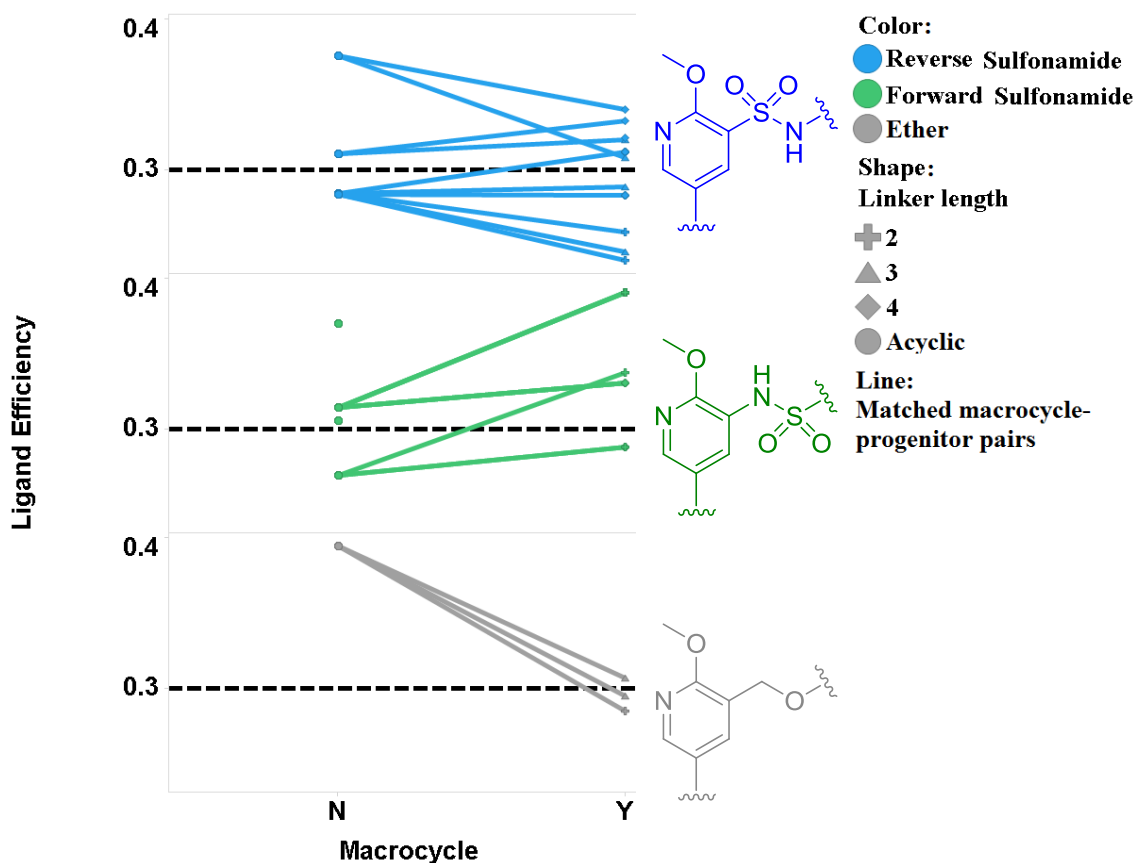 0.4
0.3
0.4
0.3
0.4
0.3
Ligand Efficiency
N
Y
Macrocycle
O
O
O
S
N
N
H
O
H
N
N
S
O
O
O
N
O
Color:
Reverse Sulfonamide
Forward Sulfonamide
Ether
Shape:
Linker length
2
3
4
Acyclic
Line:
Matched macrocycle-
progenitor pairs